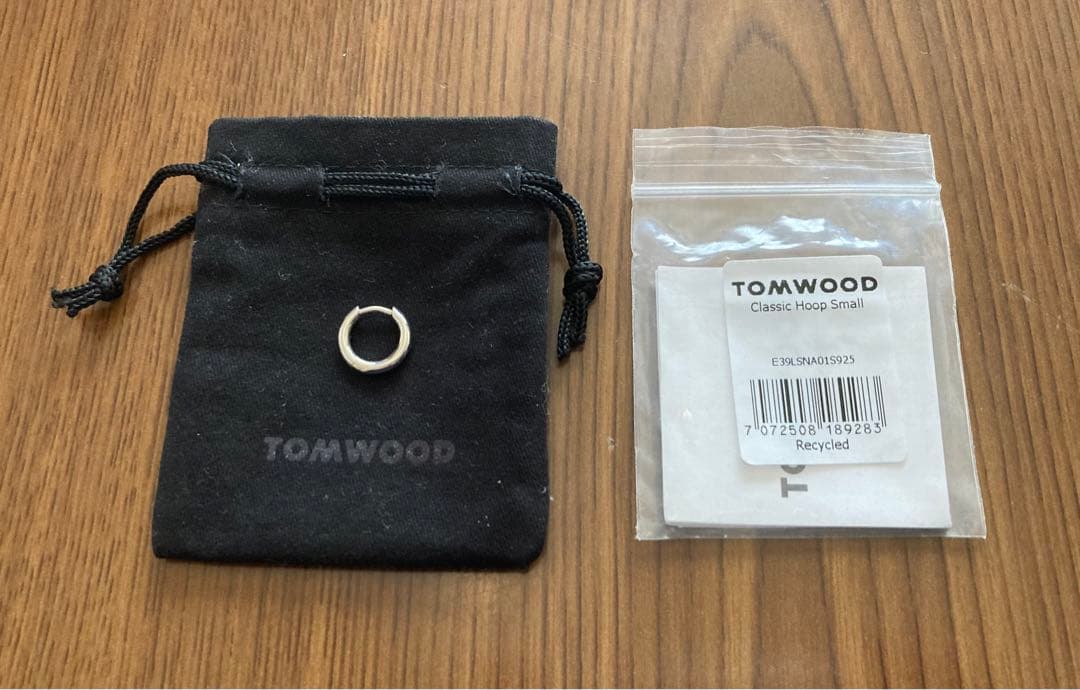 TOMWOOD
TOMWOOD
Classic Hoop Small
E39LSNA01S925
7 072508 189283
Recycled